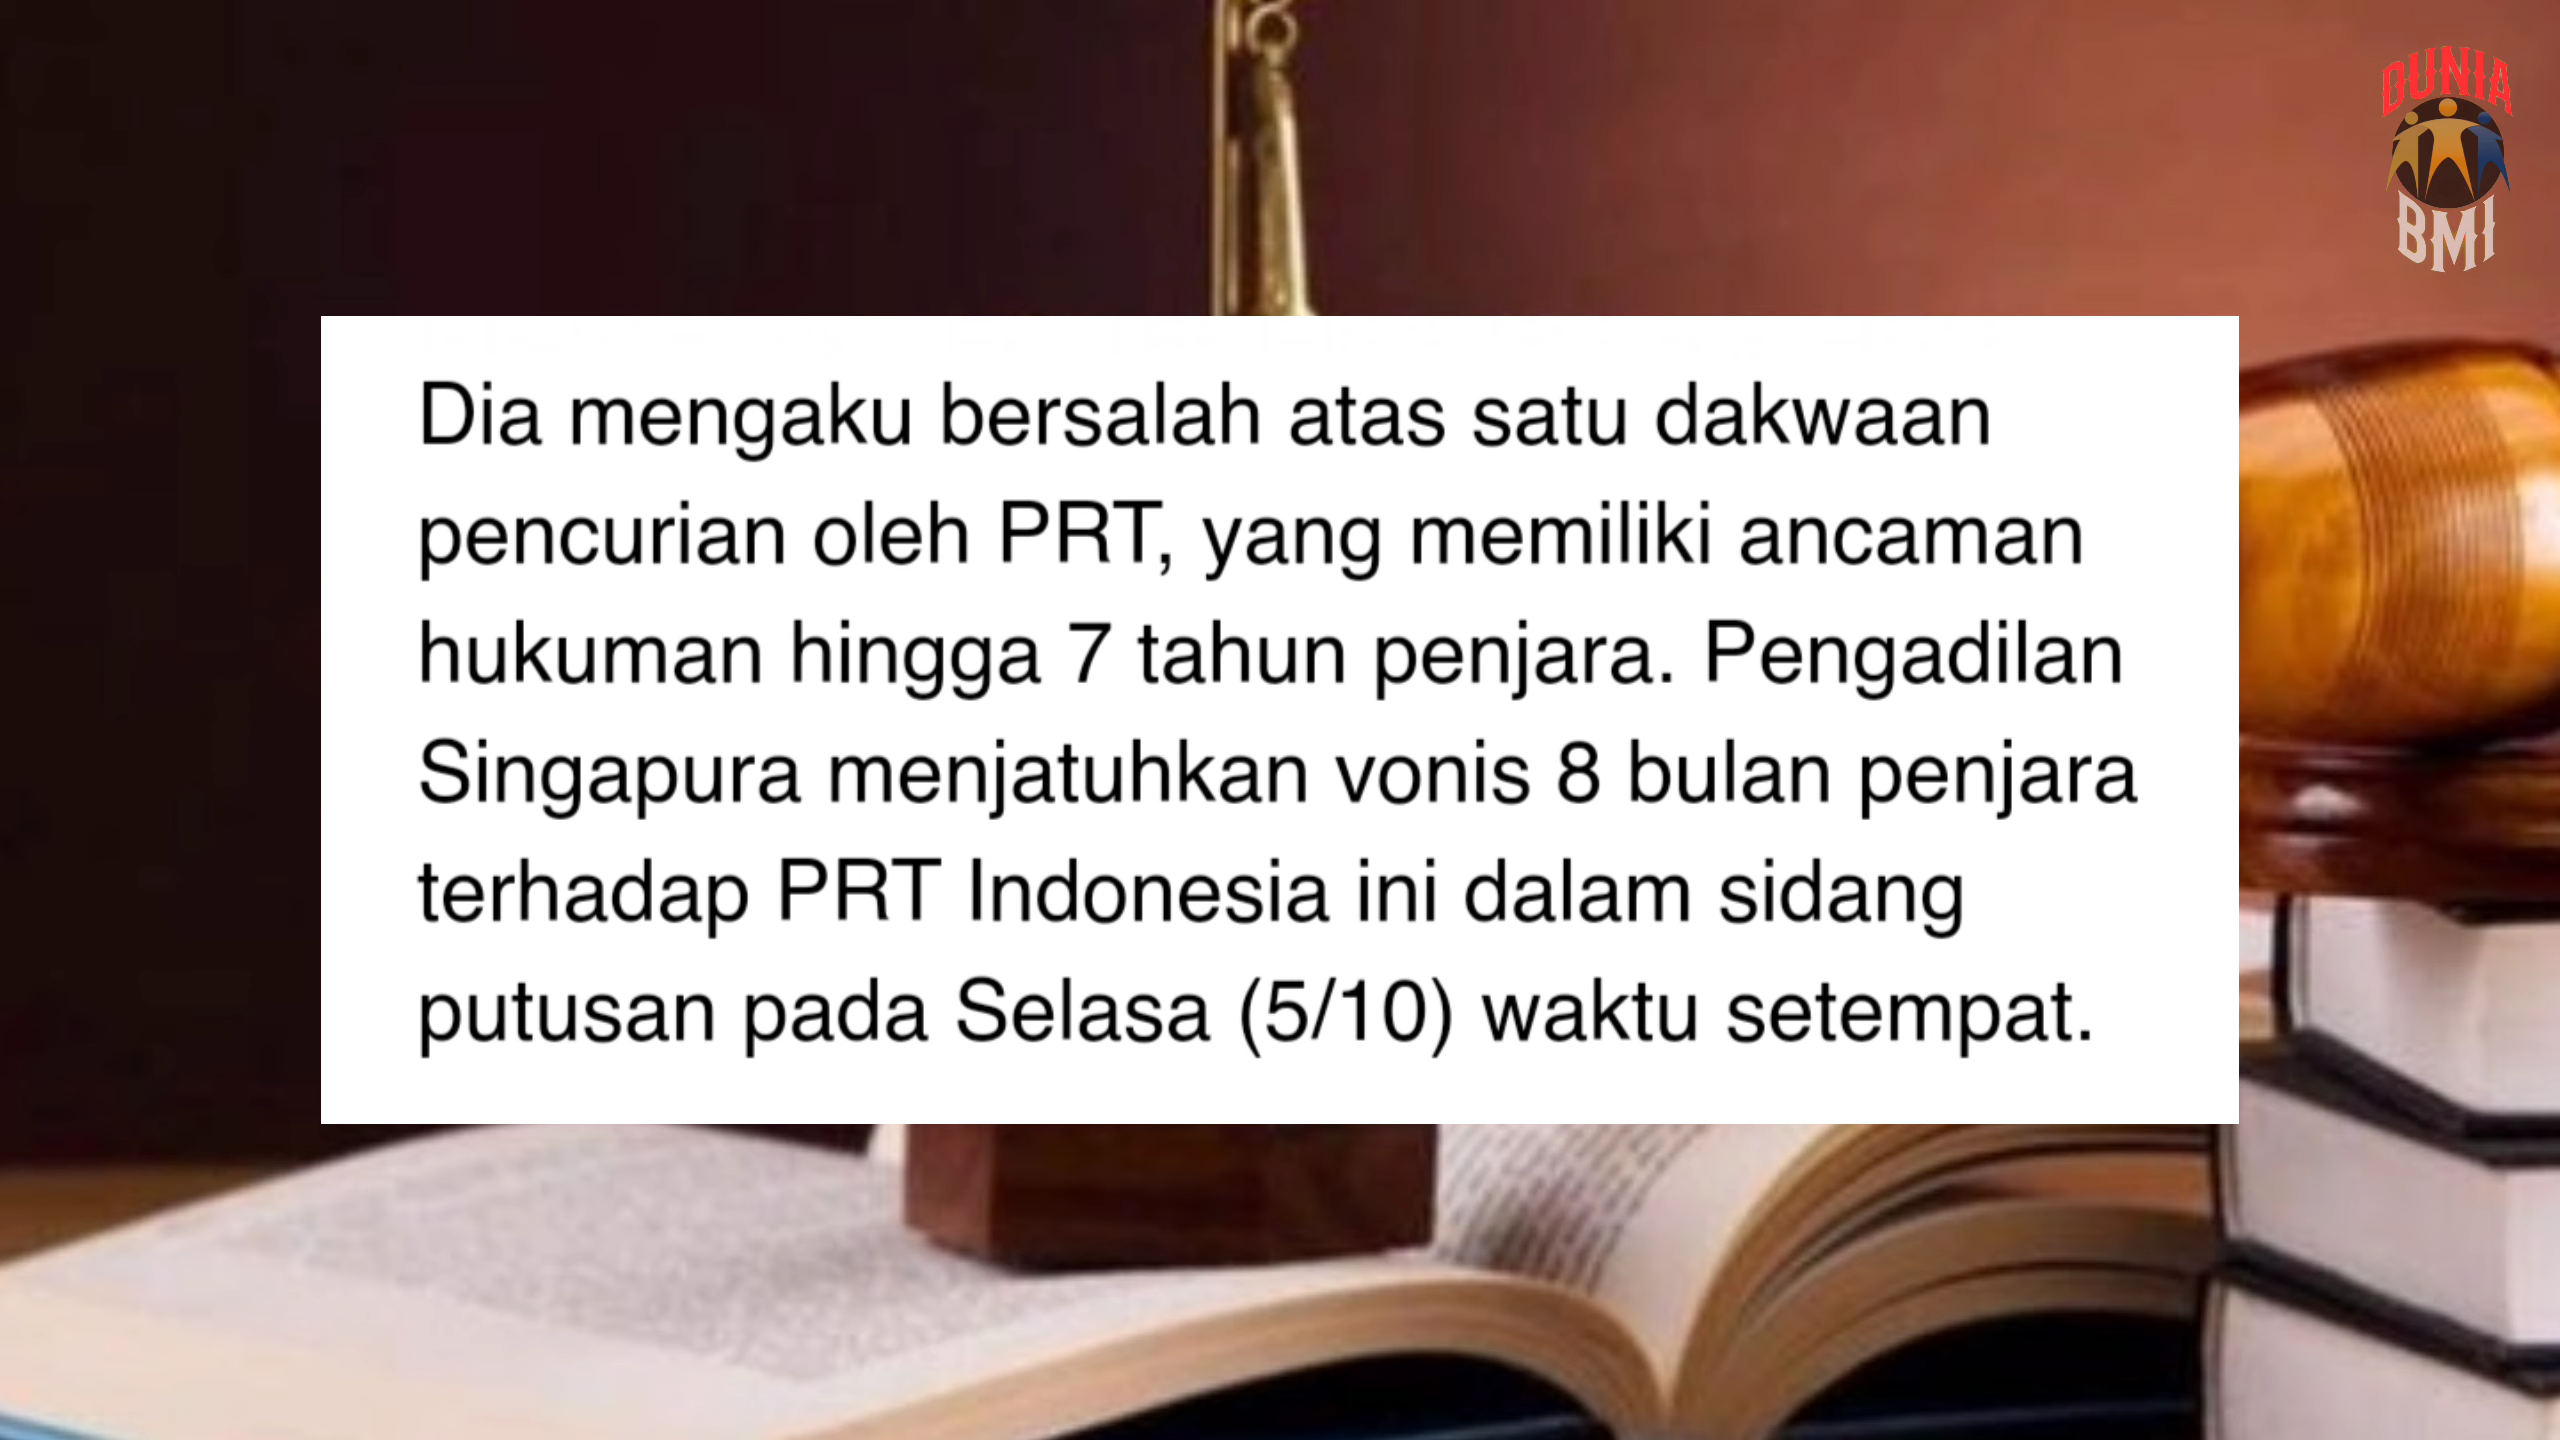 DUNIA
BMI
Dia mengaku bersalah atas satu dakwaan
pencurian oleh PRT, yang memiliki ancaman
hukuman hingga 7 tahun penjara. Pengadilan
Singapura menjatuhkan vonis 8 bulan penjara
terhadap PRT Indonesia ini dalam sidang
putusan pada Selasa (5/10) waktu setempat.